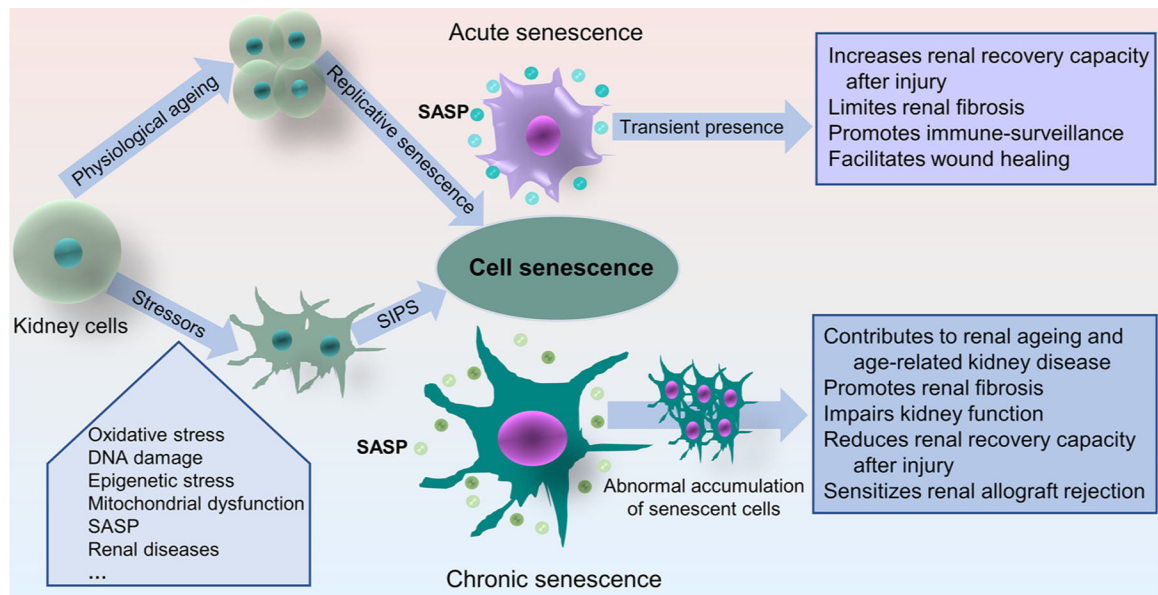 Acute senescence
SASP
Physiological ageing
Replicative senescence
Transient presence
Increases renal recovery capacity
after injury
Limites renal fibrosis
Promotes immune-surveillance
Facilitates wound healing
Cell senescence
Kidney cells
Stressors
SIPS
Oxidative stress
DNA damage
Epigenetic stress
Mitochondrial dysfunction
SASP
Renal diseases
...
SASP
Abnormal accumulation
of senescent cells
Chronic senescence
Contributes to renal ageing and
age-related kidney disease
Promotes renal fibrosis
Impairs kidney function
Reduces renal recovery capacity
after injury
Sensitizes renal allograft rejection